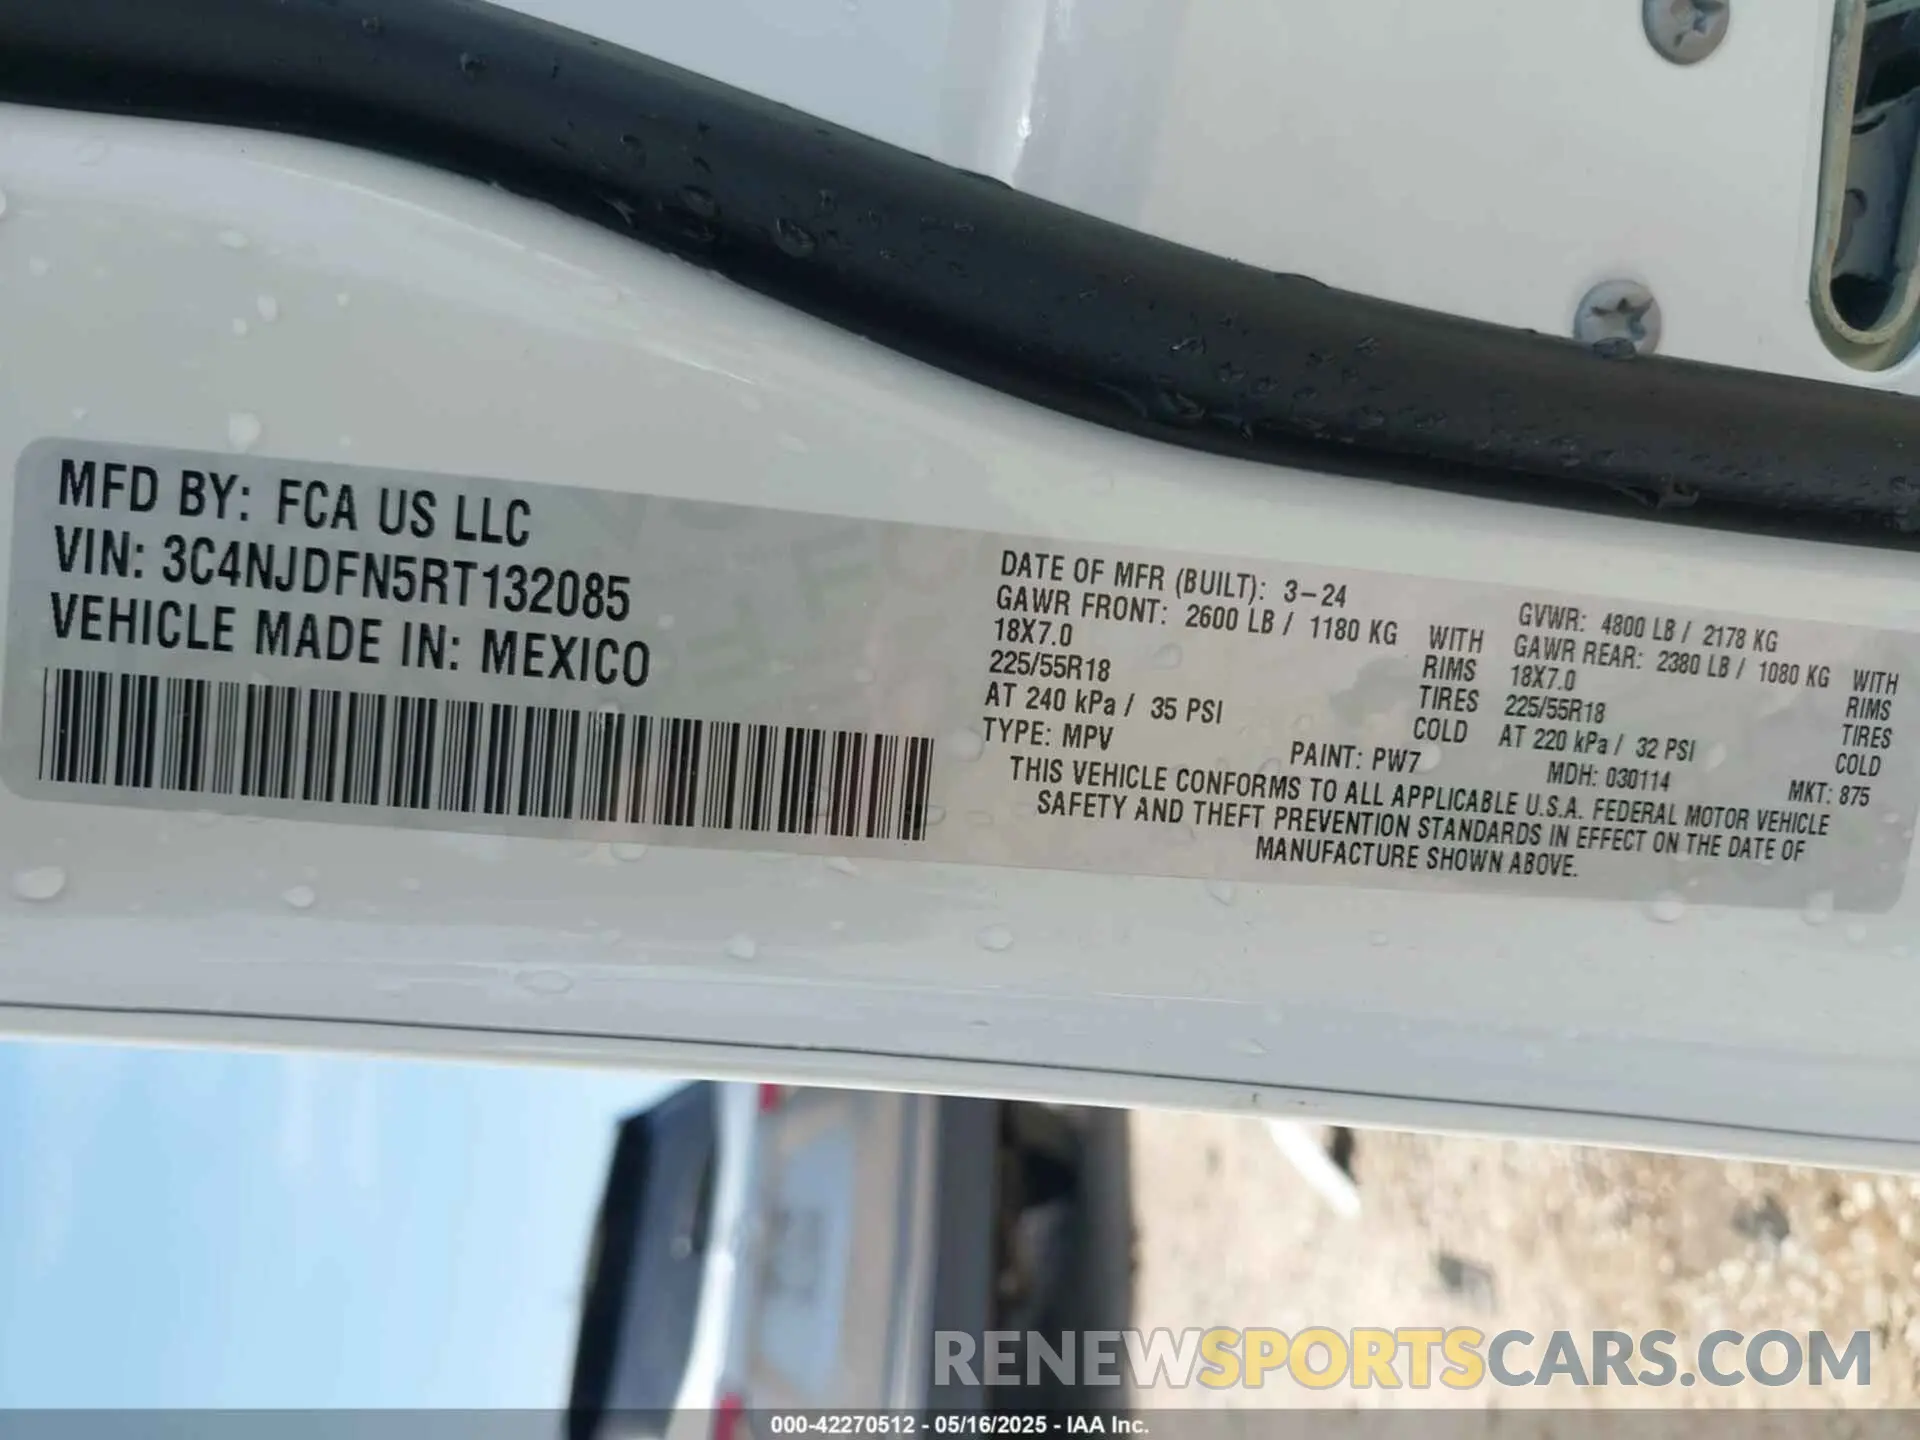 MFD BY: FCA US LLC
VIN: 3C4NJDFN5RT132085
VEHICLE MADE IN: MEXICO
DATE OF MFR (BUILT): 3-24
GAWR FRONT: 2600 LB / 1180 KG WITH
18X7.0 RIMS
225/55R18 TIRES
AT 240 kPa / 35 PSI COLD
GVWR: 4800 LB / 2178 KG
GAWR REAR: 2380 LB / 1080 KG WITH
18X7.0 RIMS
225/55R18 TIRES
AT 220 kPa / 32 PSI COLD
TYPE: MPV PAINT: PW7 MDH: 030114 MKT: 875
THIS VEHICLE CONFORMS TO ALL APPLICABLE U.S.A. FEDERAL MOTOR VEHICLE
SAFETY AND THEFT PREVENTION STANDARDS IN EFFECT ON THE DATE OF
MANUFACTURE SHOWN ABOVE.
RENEWSPORTSCARS.COM
000-42270512 - 05/16/2025 - IAA Inc.